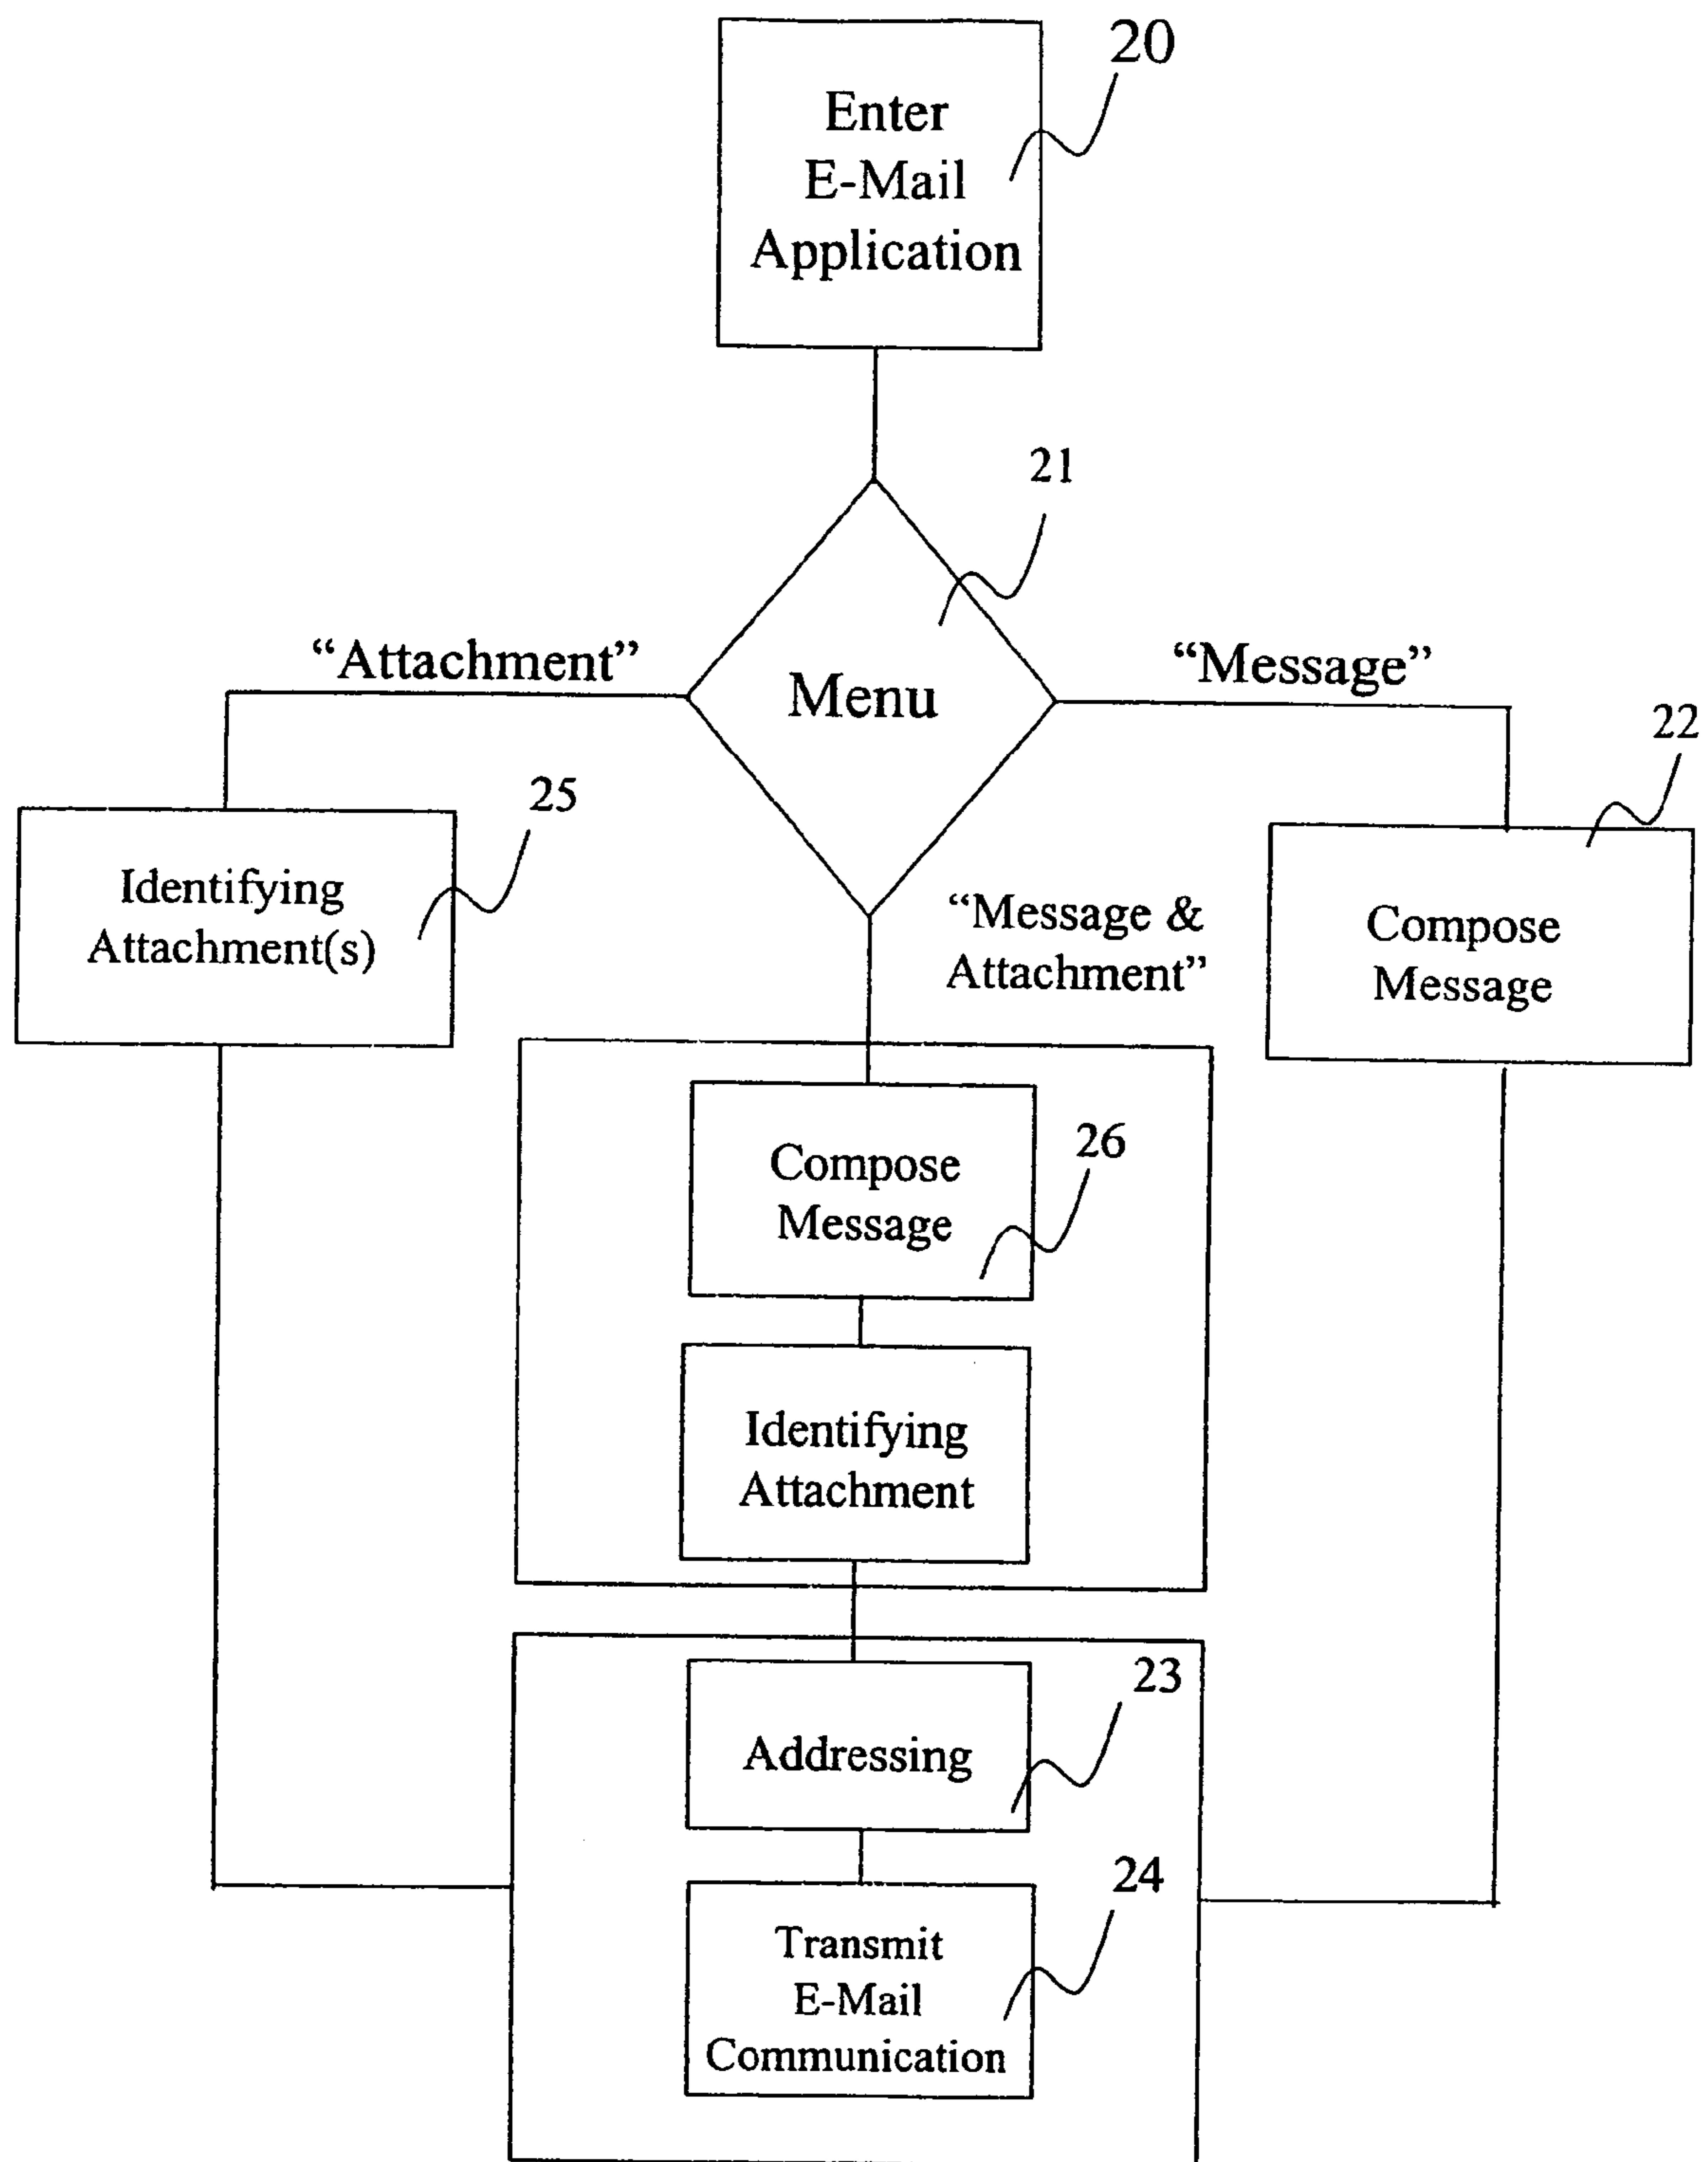 20
Enter
E-Mail
Application
21
“Attachment”
Menu
“Message”
22
25
Identifying
Attachment(s)
“Message &
Attachment”
Compose
Message
Compose
Message
26
Identifying
Attachment
23
Addressing
24
Transmit
E-Mail
Communication